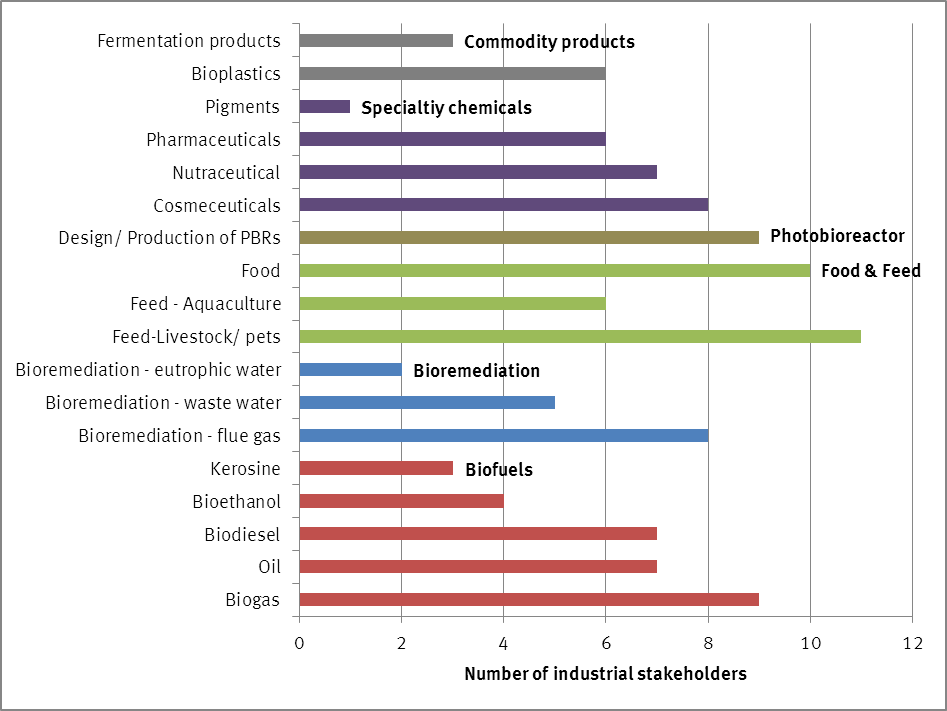 Fermentation products
Commodity products
Bioplastics
Pigments
Specialtiy chemicals
Pharmaceuticals
Nutraceutical
Cosmeceuticals
Design/ Production of PBRs
Photobioreactor
Food
Food & Feed
Feed - Aquaculture
Feed-Livestock/ pets
Bioremediation - eutrophic water
Bioremediation
Bioremediation - waste water
Bioremediation - flue gas
Kerosine
Biofuels
Bioethanol
Biodiesel
Oil
Biogas
0 2 4 6 8 10 12
Number of industrial stakeholders